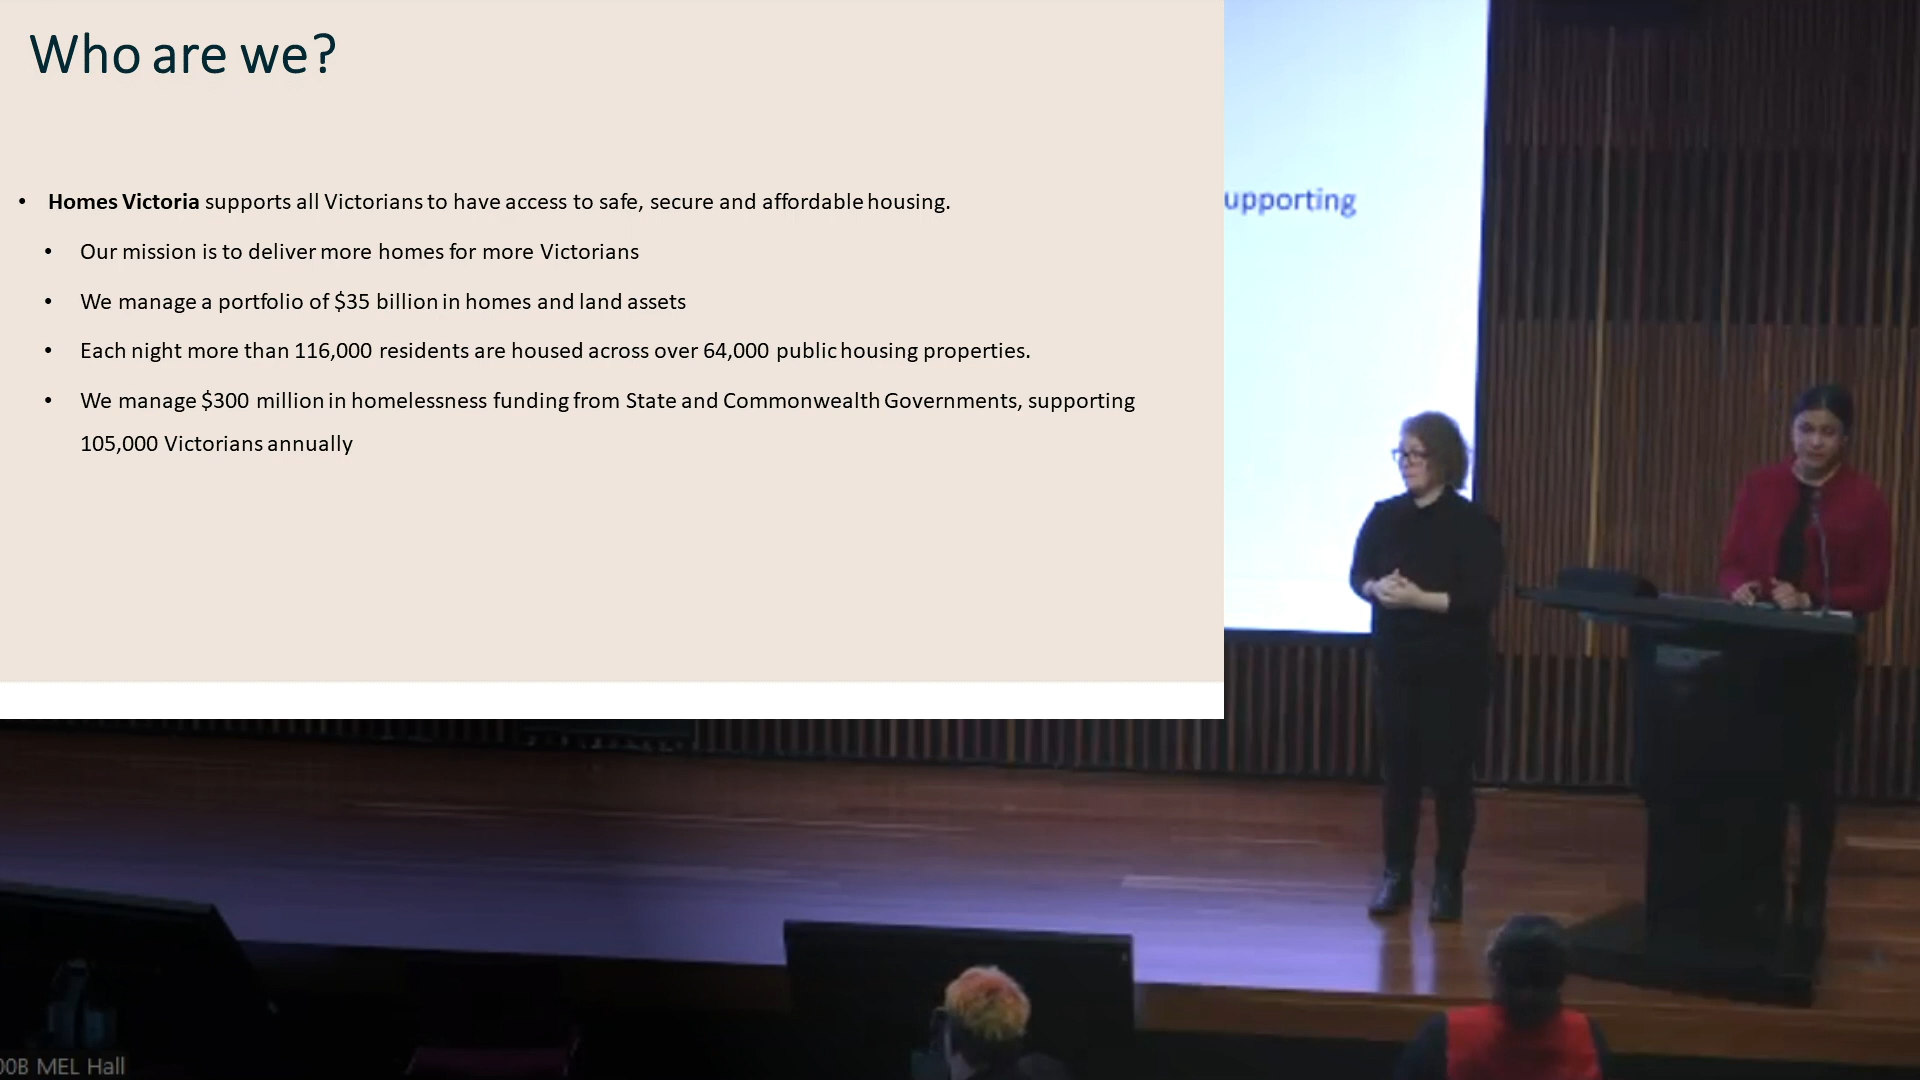 Who are we?
• Homes Victoria supports all Victorians to have access to safe, secure and affordable housing.
• Our mission is to deliver more homes for more Victorians
• We manage a portfolio of $35 billion in homes and land assets
• Each night more than 116,000 residents are housed across over 64,000 public housing properties.
• We manage $300 million in homelessness funding from State and Commonwealth Governments, supporting
105,000 Victorians annually
upporting
00B MEL Hall